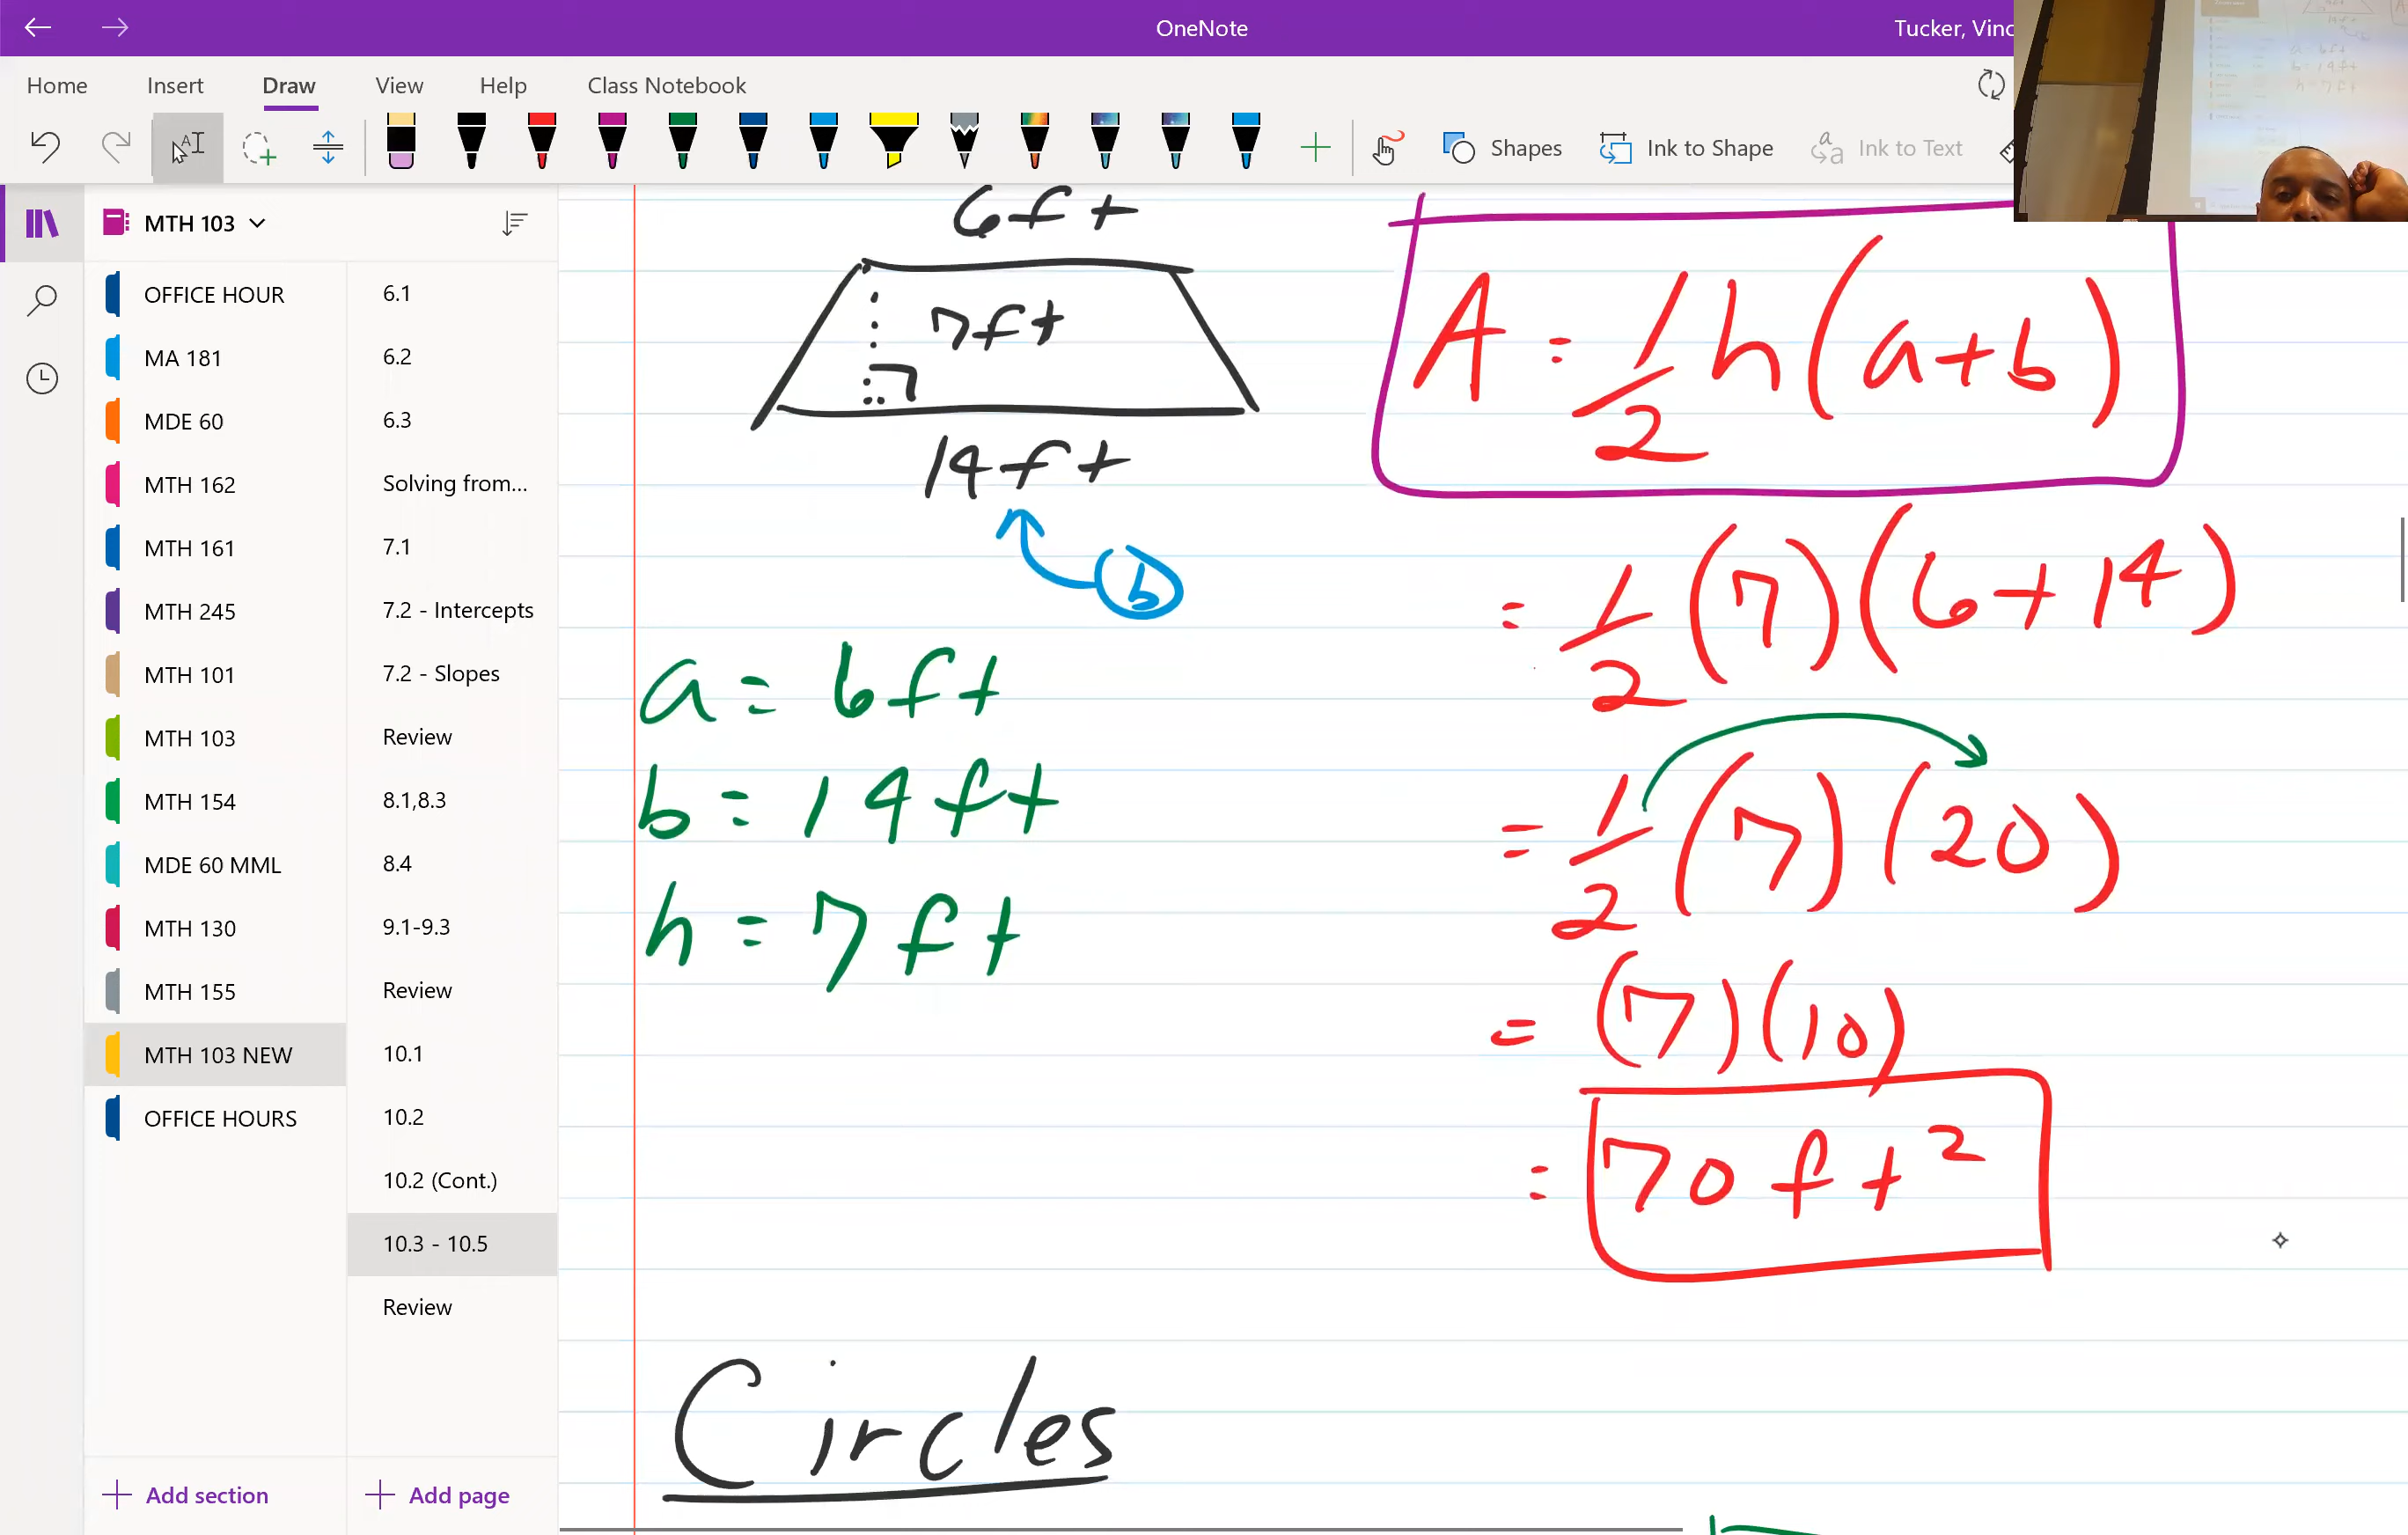 OneNote
Tucker, Vinc
Home Insert Draw View Help Class Notebook
Shapes Ink to Shape Ink to Text
MTH 103
OFFICE HOUR
MA 181
MDE 60
MTH 162
MTH 161
MTH 245
MTH 101
MTH 103
MTH 154
MDE 60 MML
MTH 130
MTH 155
MTH 103 NEW
OFFICE HOURS
Add section
6.1
6.2
6.3
Solving from...
7.1
7.2 - Intercepts
7.2 - Slopes
Review
8.1,8.3
8.4
9.1-9.3
Review
10.1
10.2
10.2 (Cont.)
10.3 - 10.5
Review
Add page
6ft
7ft
14ft
b
a = 6ft
b = 14ft
h = 7ft
A = 1/2 h(a+b)
= 1/2 (7)(6+14)
= 1/2 (7)(20)
= (7)(10)
= 70ft²
Circles